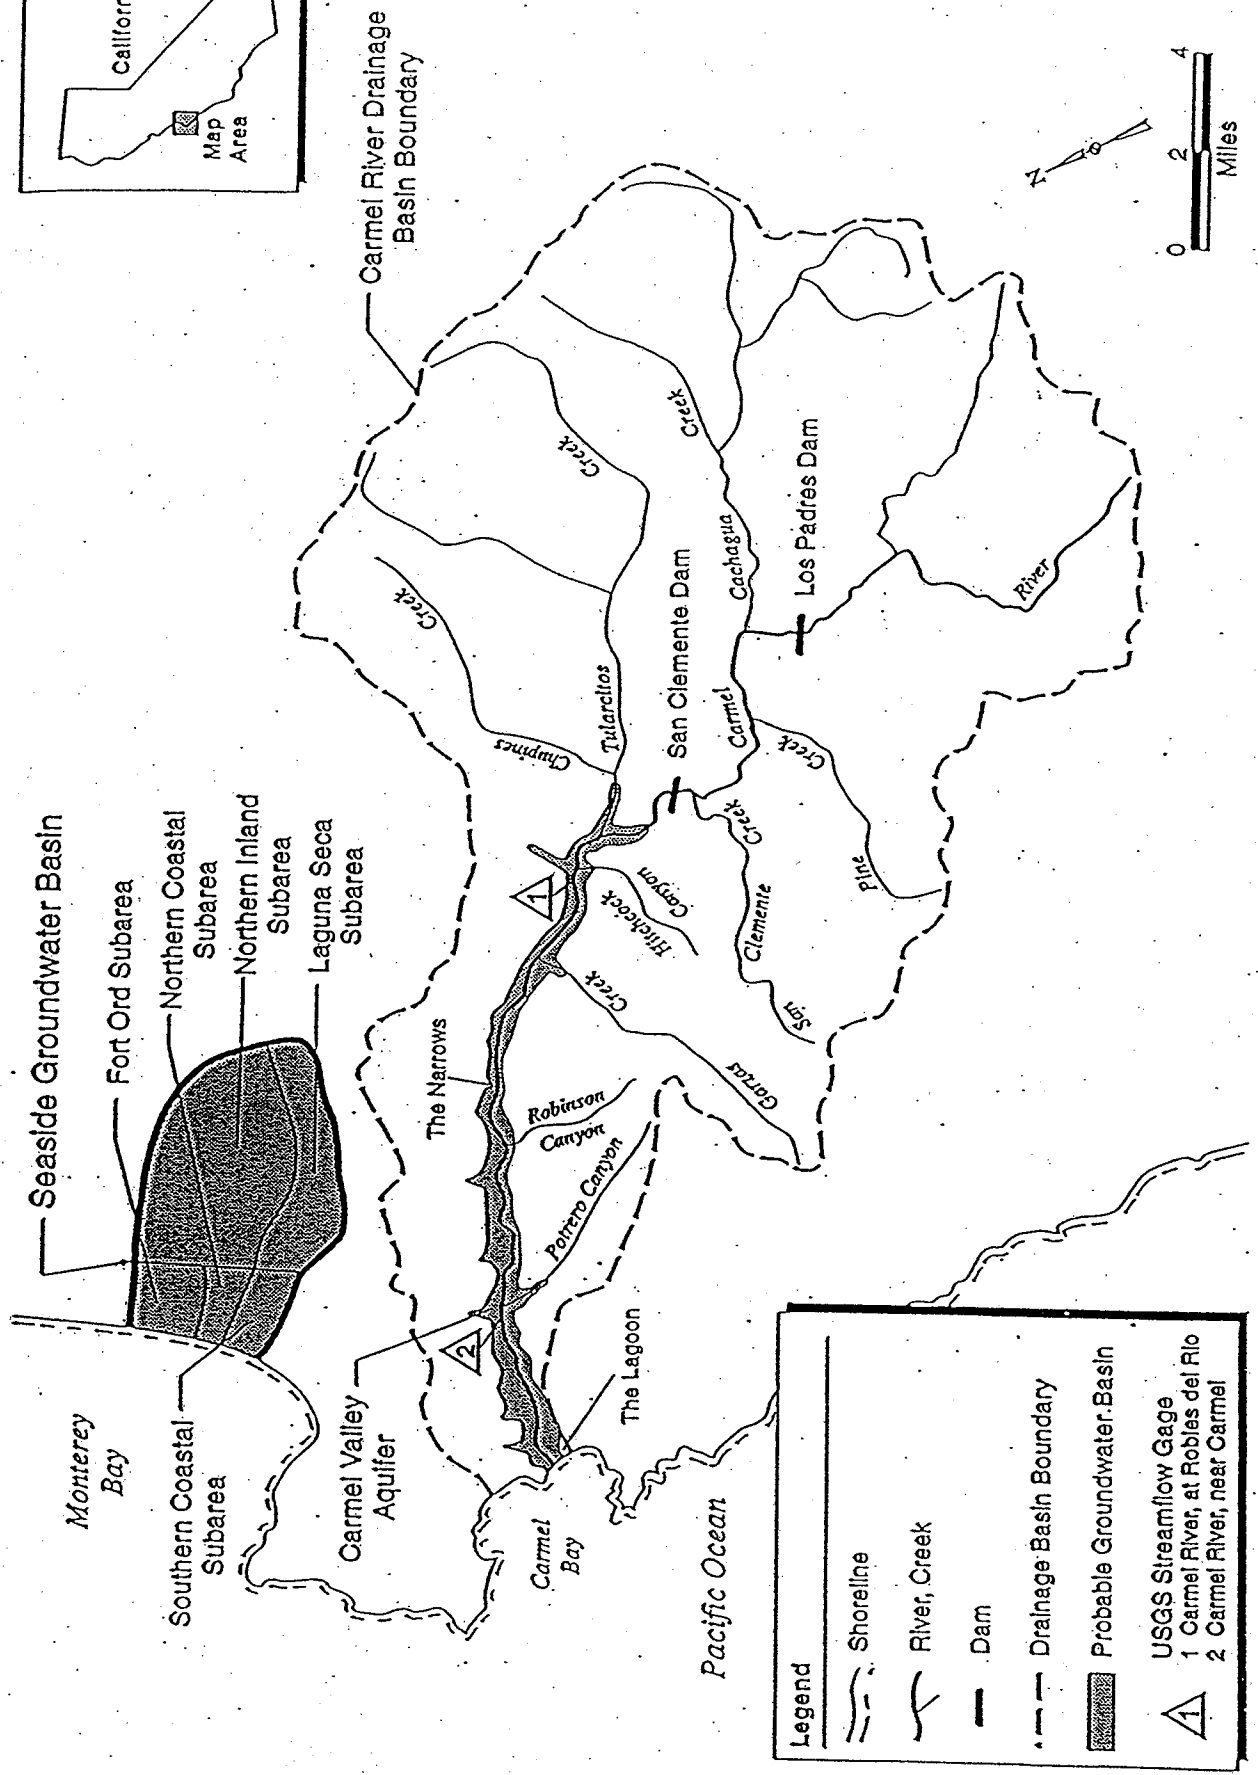 Seaside Groundwater Basin
Fort Ord Subarea
Northern Coastal
Subarea
Northern Inland
Subarea
Laguna Seca
Subarea
Monterey
Bay
Southern Coastal
Subarea
Carmel Valley
Aquifer
The Narrows
Carmel River Drainage
Basin Boundary
Map
Area
Carmel
Bay
Pacific Ocean
The Lagoon
Potrero Canyon
Robinson
Canyon
Garzas
Creek
Hitchcock
Canyon
San
Clemente
Creek
Pine
Creek
Chupines
Creek
Tularcitos
Creek
San Clemente Dam
Carmel
River
Cachagua
Creek
Los Padres Dam
1
2
N
0 2 4
Miles
Legend
Shoreline
River, Creek
Dam
Drainage Basin Boundary
Probable Groundwater Basin
1
USGS Streamflow Gage
1 Carmel River, at Robles del Rio
2 Carmel River, near Carmel